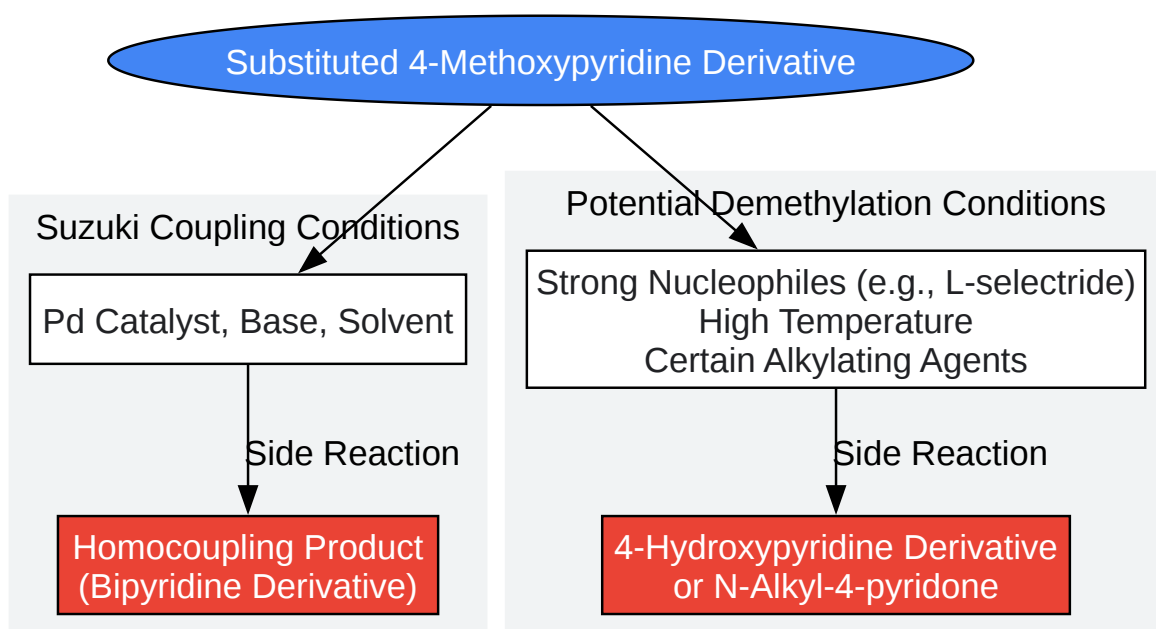 Substituted 4-Methoxypyridine Derivative
Suzuki Coupling Conditions
Pd Catalyst, Base, Solvent
Side Reaction
Homocoupling Product
(Bipyridine Derivative)
Potential Demethylation Conditions
Strong Nucleophiles (e.g., L-selectride)
High Temperature
Certain Alkylating Agents
Side Reaction
4-Hydroxypyridine Derivative
or N-Alkyl-4-pyridone